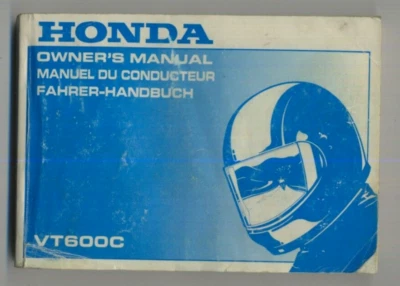 HONDA
OWNER'S MANUAL
MANUEL DU CONDUCTEUR
FAHRER-HANDBUCH
VT600C